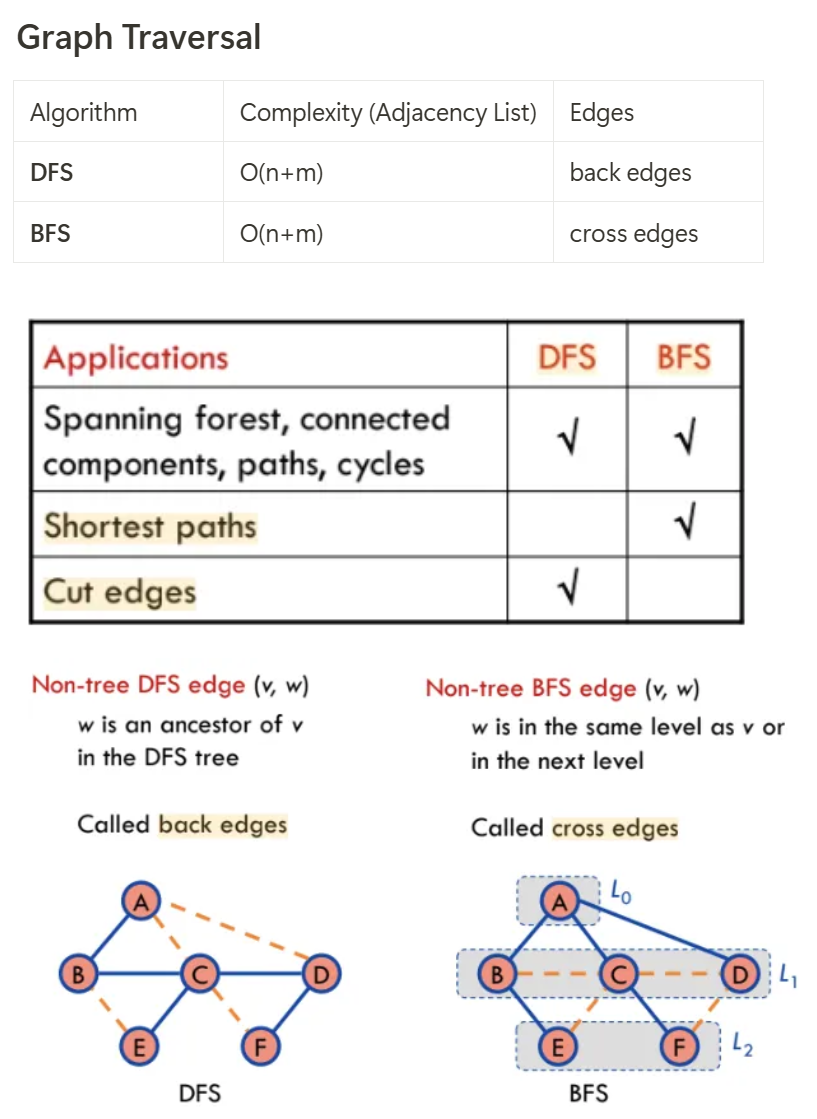 Graph Traversal
Algorithm Complexity (Adjacency List) Edges
DFS O(n+m) back edges
BFS O(n+m) cross edges
Applications DFS BFS
Spanning forest, connected
components, paths, cycles √ √
Shortest paths √
Cut edges √
Non-tree DFS edge (v, w)
w is an ancestor of v
in the DFS tree
Called back edges
Non-tree BFS edge (v, w)
w is in the same level as v or
in the next level
Called cross edges
A
B C D
E F
DFS
A L₀
B C D L₁
E F L₂
BFS